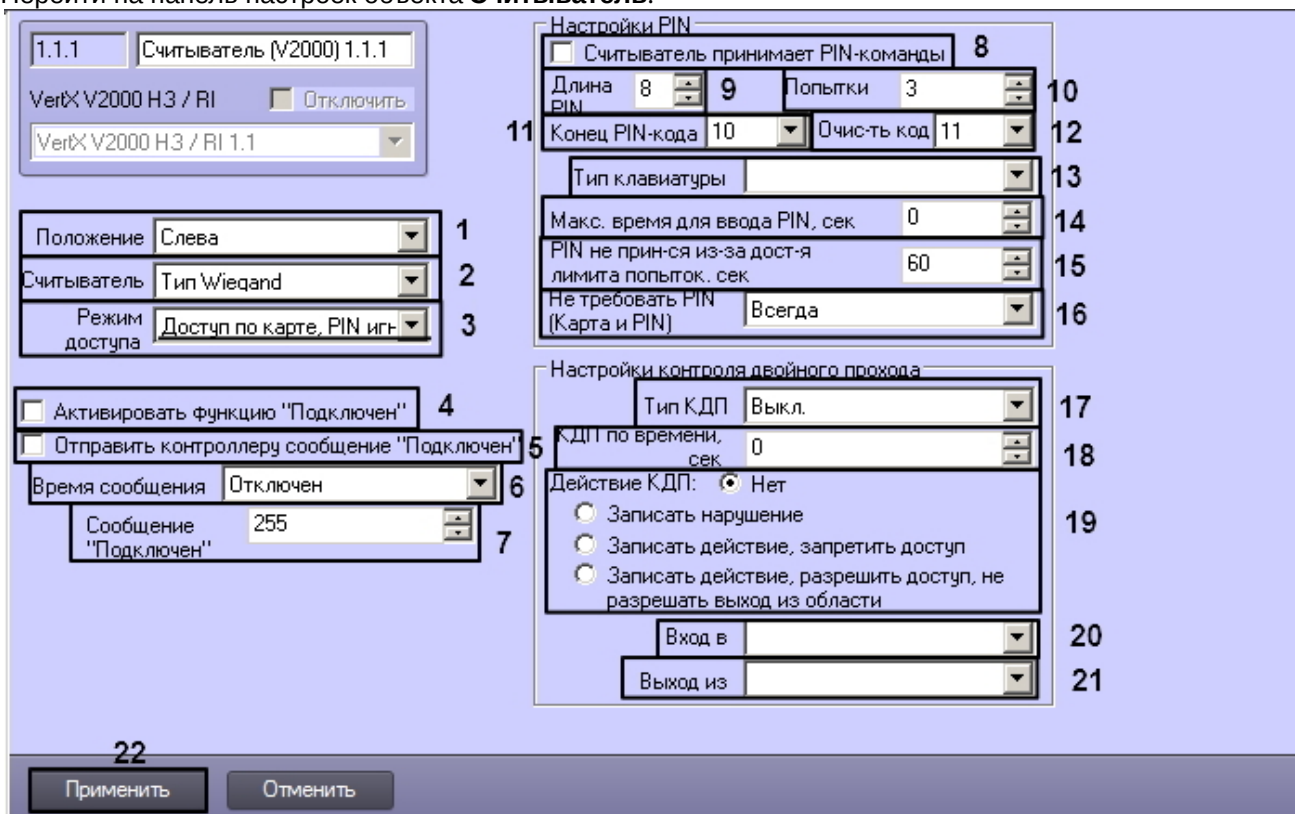 Перейти на панель настроек объекта Считыватель.
1.1.1 Считыватель (V2000) 1.1.1
VertX V2000 НЗ / RI Отключить
VertX V2000 НЗ / RI 1.1
Положение Слева 1
Считыватель Тип Wiegand 2
Режим доступа Доступ по карте, PIN игн 3
Активировать функцию "Подключен" 4
Отправить контроллеру сообщение "Подключен" 5
Время сообщения Отключен 6
Сообщение "Подключен" 255 7
Настройки PIN
Считыватель принимает PIN-команды 8
Длина PIN 8 9 Попытки 3 10
11 Конец PIN-кода 10 Очис-ть код 11 12
Тип клавиатуры 13
Макс. время для ввода PIN, сек 0 14
PIN не прин-ся из-за дост-я
лимита попыток. сек 60 15
Не требовать PIN
(Карта и PIN) Всегда 16
Настройки контроля двойного прохода
Тип КДП Выкл. 17
КДП по времени,
сек 0 18
Действие КДП: Нет
Записать нарушение 19
Записать действие, запретить доступ
Записать действие, разрешить доступ, не
разрешать выход из области
Вход в 20
Выход из 21
22
Применить Отменить